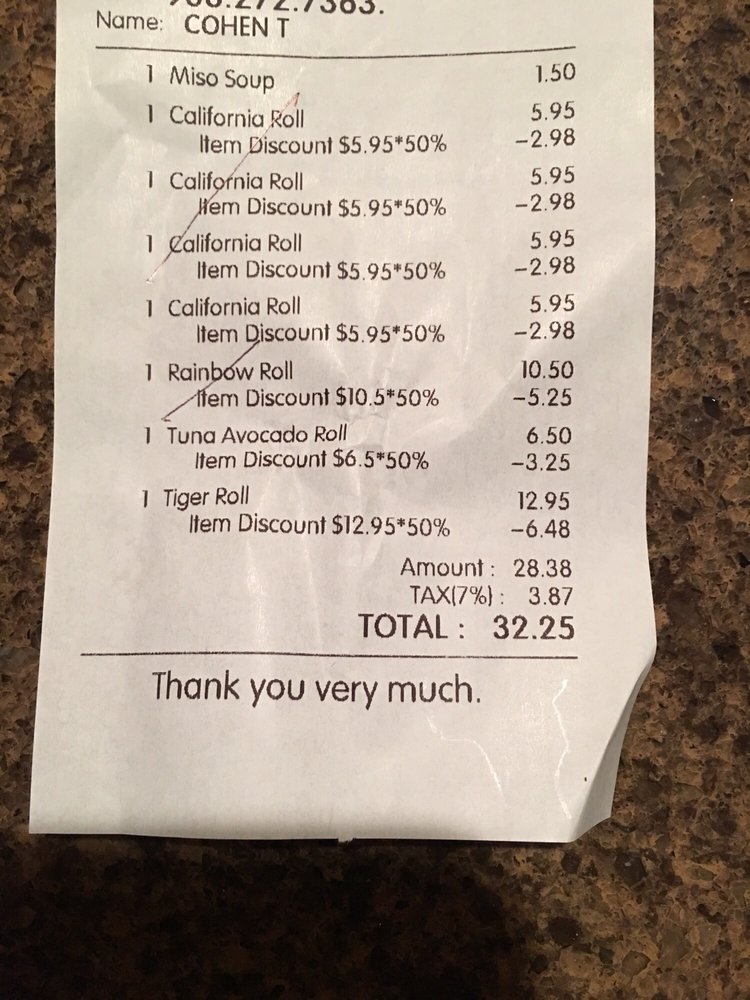 Name: COHEN T
1 Miso Soup 1.50
1 California Roll 5.95
Item Discount $5.95*50% -2.98
1 California Roll 5.95
Item Discount $5.95*50% -2.98
1 California Roll 5.95
Item Discount $5.95*50% -2.98
1 California Roll 5.95
Item Discount $5.95*50% -2.98
1 Rainbow Roll 10.50
Item Discount $10.5*50% -5.25
1 Tuna Avocado Roll 6.50
Item Discount $6.5*50% -3.25
1 Tiger Roll 12.95
Item Discount $12.95*50% -6.48
Amount : 28.38
TAX(7%) : 3.87
TOTAL : 32.25
Thank you very much.